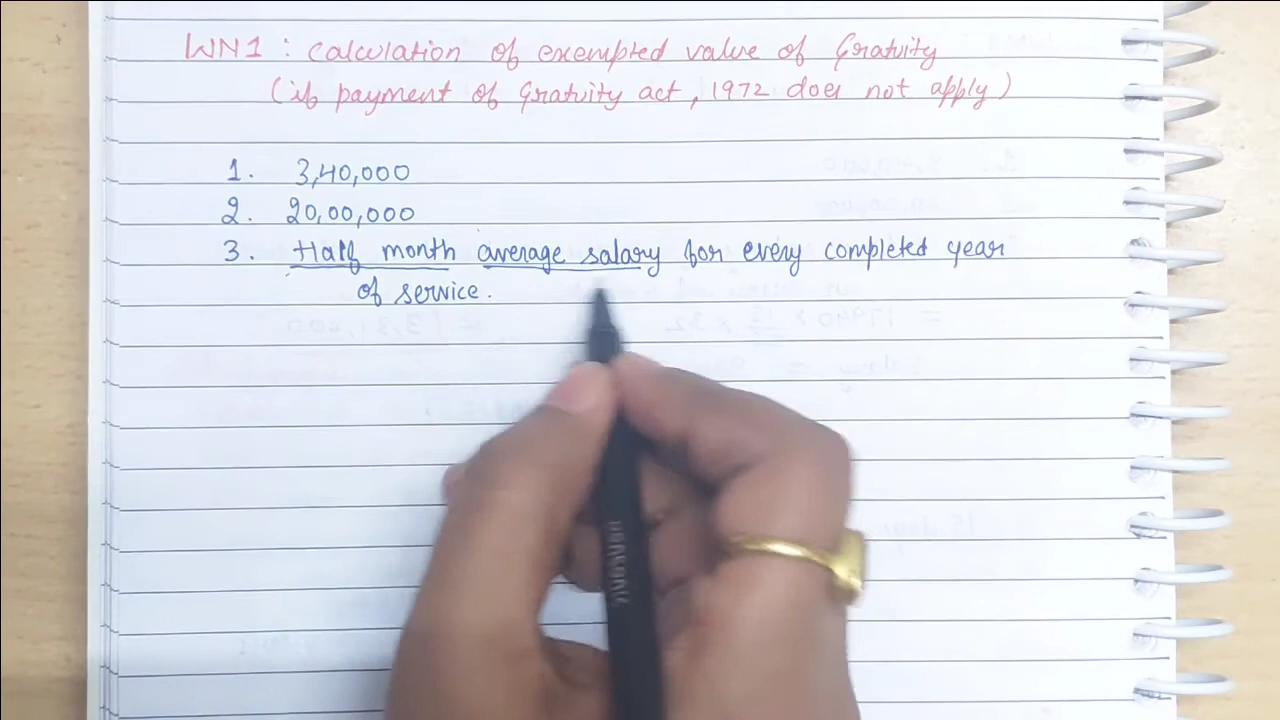 WN1 : Calculation of exempted value of Gratuity
(if payment of Gratuity act, 1972 does not apply)
1. 3,40,000
2. 20,00,000
3. Half month average salary for every completed year
of service.